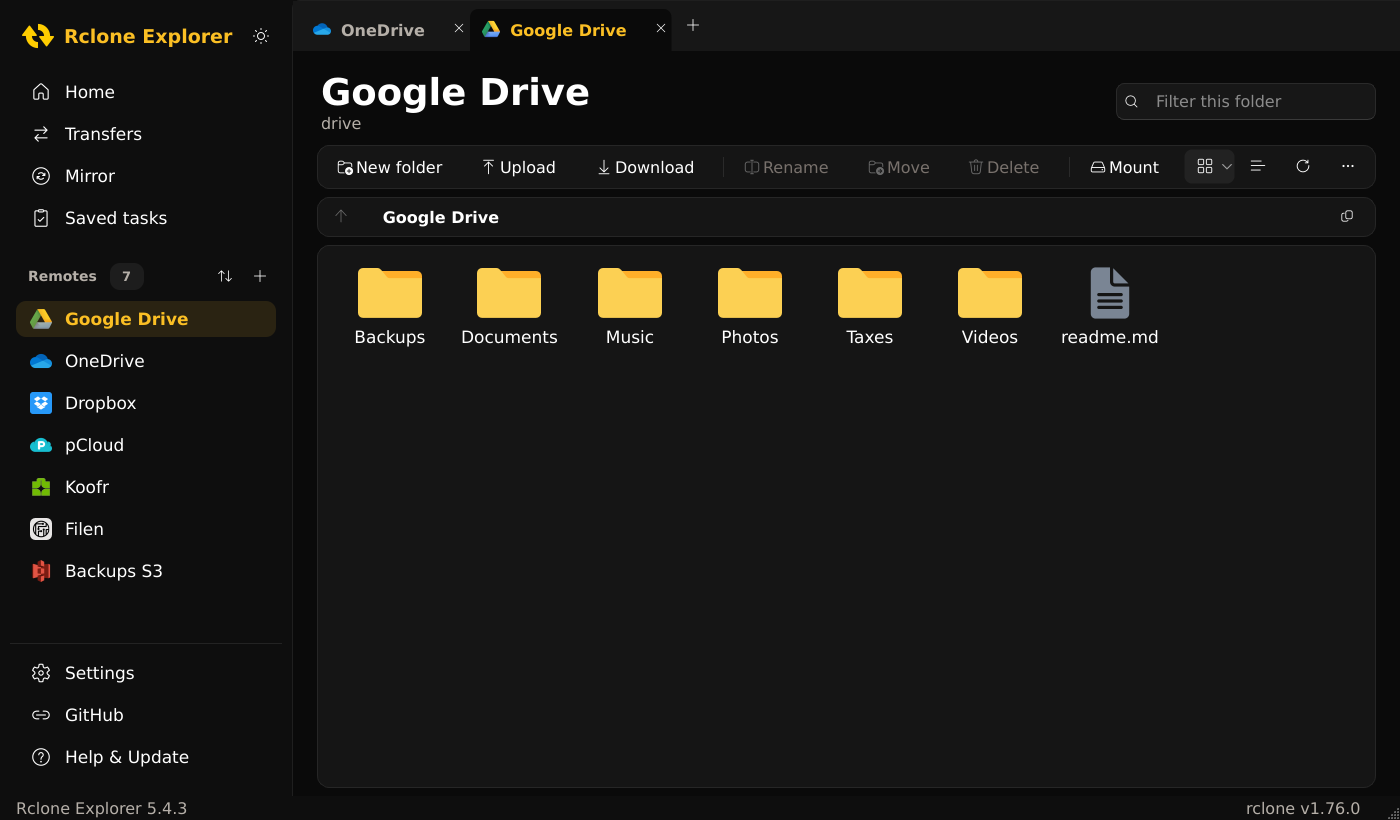 Rclone Explorer
Home
Transfers
Mirror
Saved tasks
Remotes 7
Google Drive
OneDrive
Dropbox
pCloud
Koofr
Filen
Backups S3
Settings
GitHub
Help & Update
Rclone Explorer 5.4.3
OneDrive
Google Drive
Google Drive
drive
Filter this folder
New folder Upload Download Rename Move Delete Mount
Google Drive
Backups Documents Music Photos Taxes Videos readme.md
rclone v1.76.0